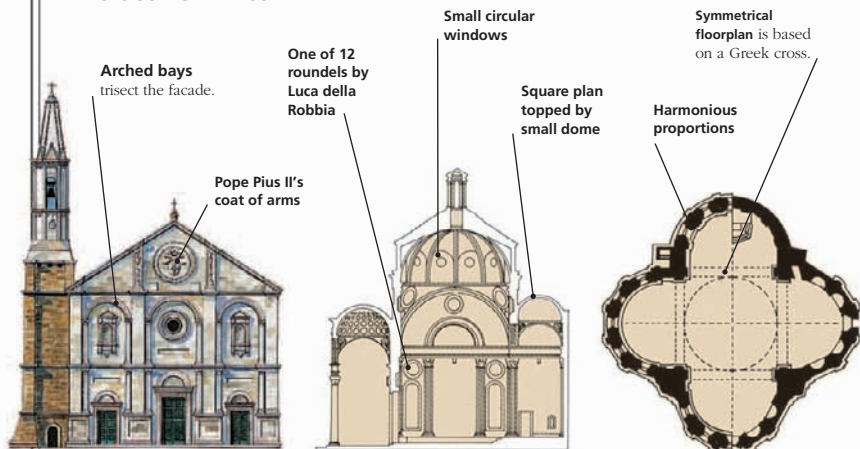 Small circular
windows
Symmetrical
floorplan is based
on a Greek cross.
One of 12
roundels by
Luca della
Robbia
Arched bays
trisect the facade.
Square plan
topped by
small dome
Harmonious
proportions
Pope Pius II's
coat of arms